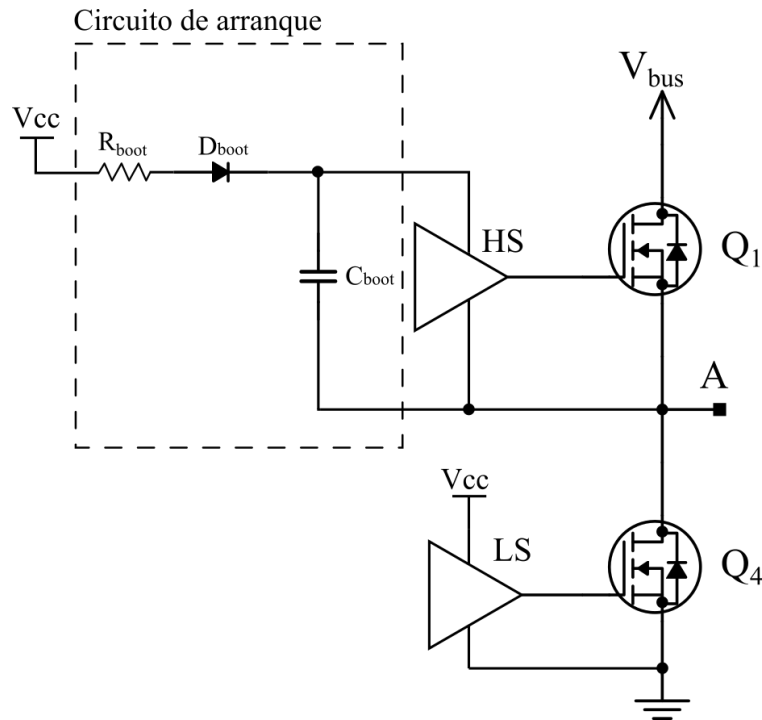 Circuito de arranque
Vbus
Vcc
Rboot
Dboot
HS
Q1
Cboot
A
Vcc
LS
Q4